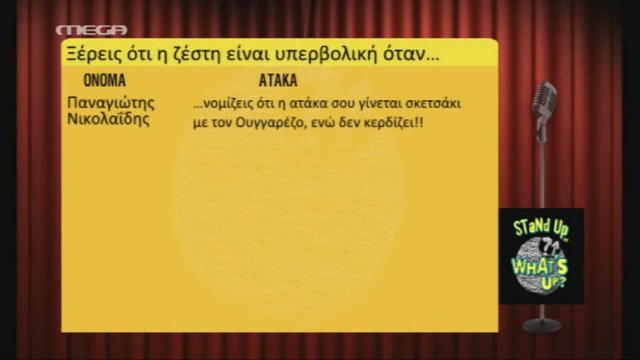 MEGA
Ξέρεις ότι η ζέστη είναι υπερβολική όταν...
ΟΝΟΜΑ ΑΤΑΚΑ
Παναγιώτης
Νικολαΐδης
...νομίζεις ότι η ατάκα σου γίνεται σκετσάκι
με τον Ουγγαρέζο, ενώ δεν κερδίζει!!
STaNd Up
?!
WHAT'S
UP?